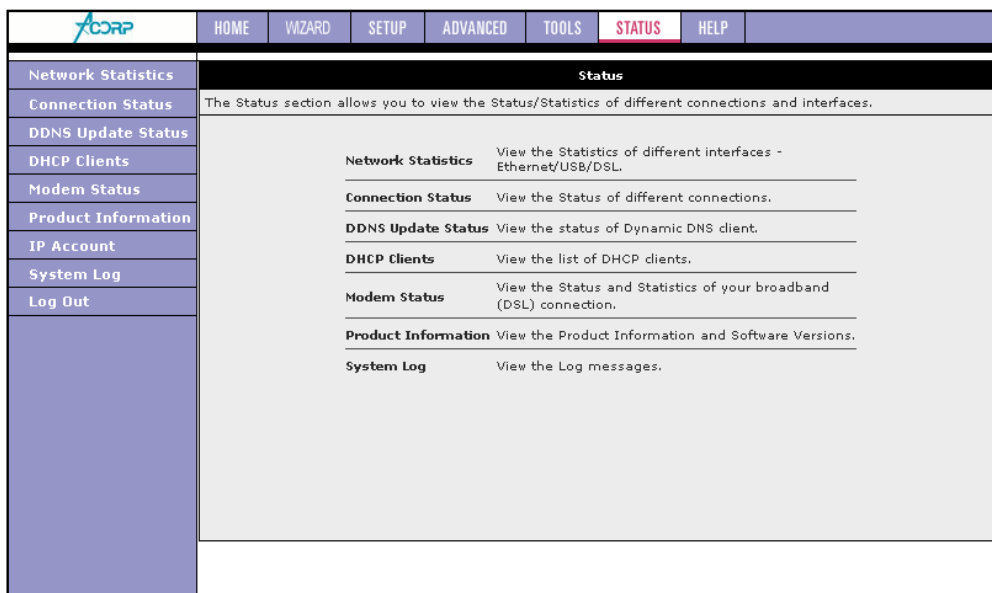 ACORP
HOME WIZARD SETUP ADVANCED TOOLS STATUS HELP
Network Statistics
Connection Status
DDNS Update Status
DHCP Clients
Modem Status
Product Information
IP Account
System Log
Log Out
Status
The Status section allows you to view the Status/Statistics of different connections and interfaces.
Network Statistics View the Statistics of different interfaces -
Ethernet/USB/DSL.
Connection Status View the Status of different connections.
DDNS Update Status View the status of Dynamic DNS client.
DHCP Clients View the list of DHCP clients.
Modem Status View the Status and Statistics of your broadband
(DSL) connection.
Product Information View the Product Information and Software Versions.
System Log View the Log messages.